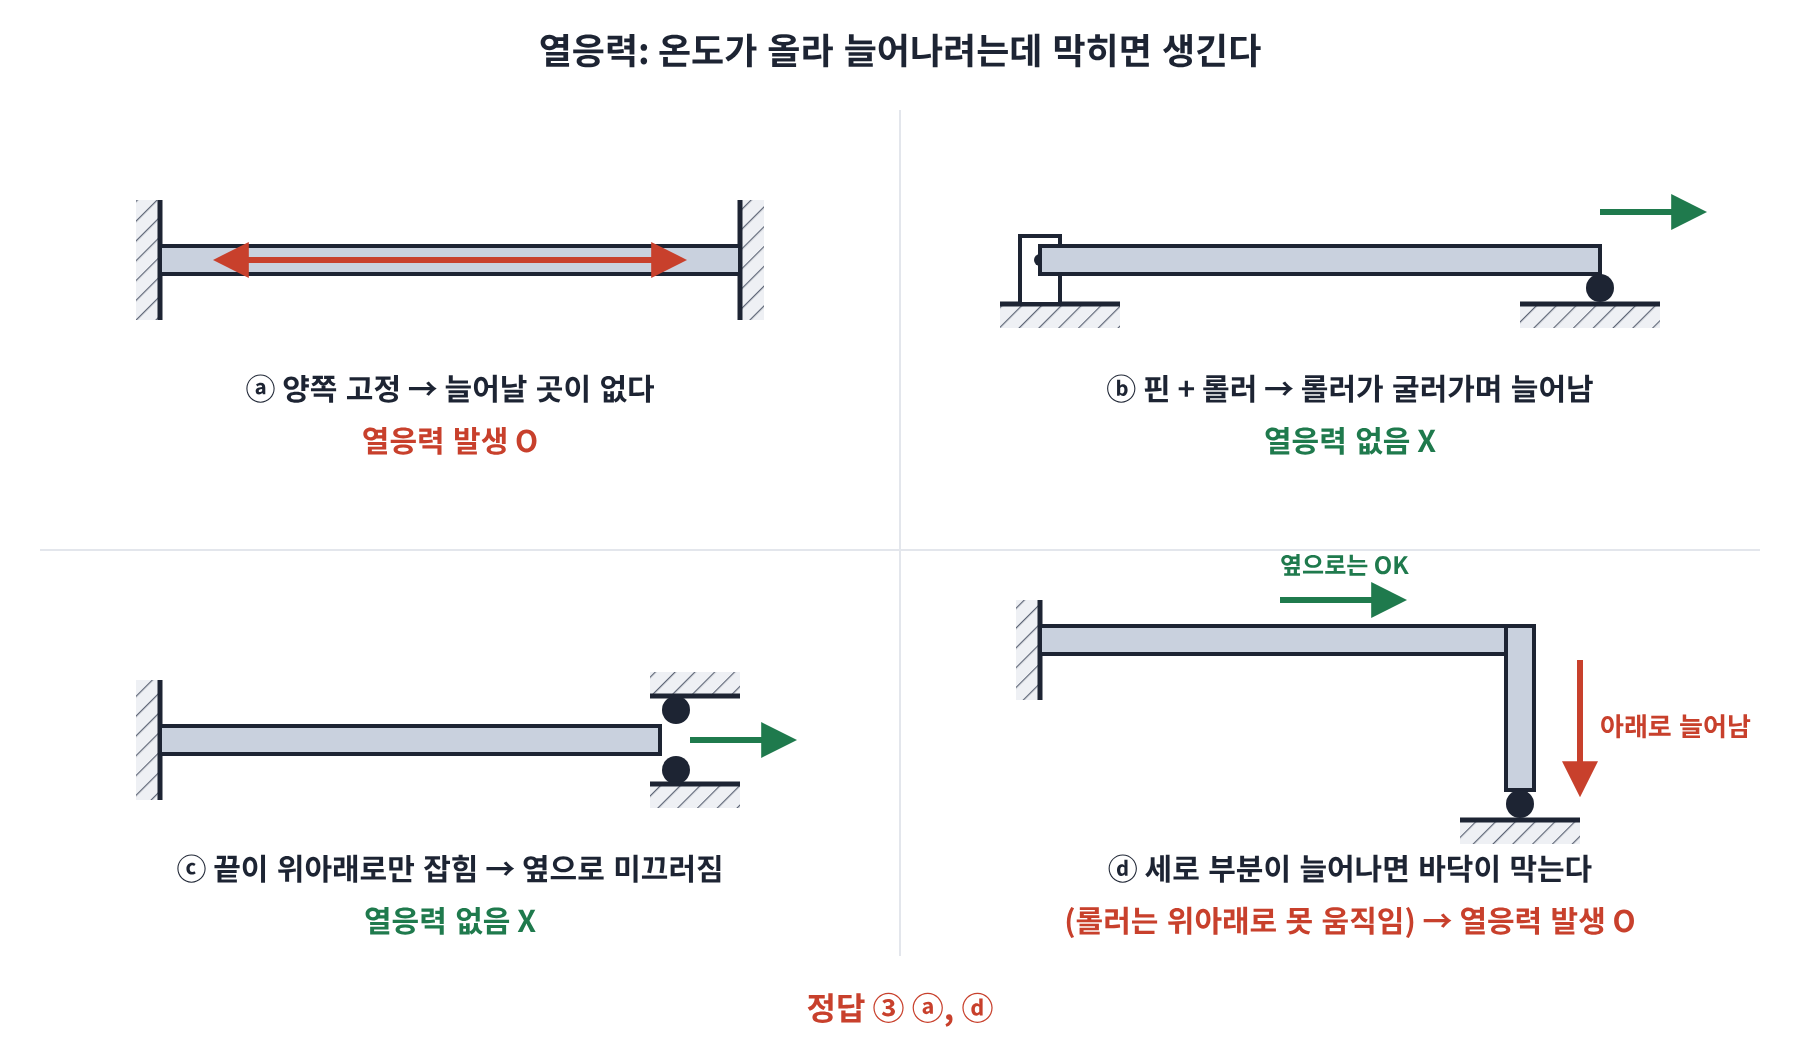 열응력: 온도가 올라 늘어나려는데 막히면 생긴다
ⓐ 양쪽 고정 → 늘어날 곳이 없다
열응력 발생 O
ⓑ 핀 + 롤러 → 롤러가 굴러가며 늘어남
열응력 없음 X
ⓒ 끝이 위아래로만 잡힘 → 옆으로 미끄러짐
열응력 없음 X
옆으로는 OK
아래로 늘어남
ⓓ 세로 부분이 늘어나면 바닥이 막는다
(롤러는 위아래로 못 움직임) → 열응력 발생 O
정답 ③ ⓐ, ⓓ